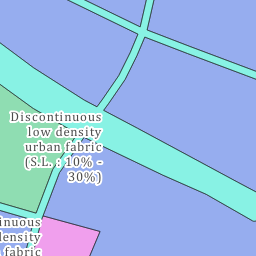 Discontinuous
low density
urban fabric
(S.L. : 10% -
30%)
inuous
density
fabric